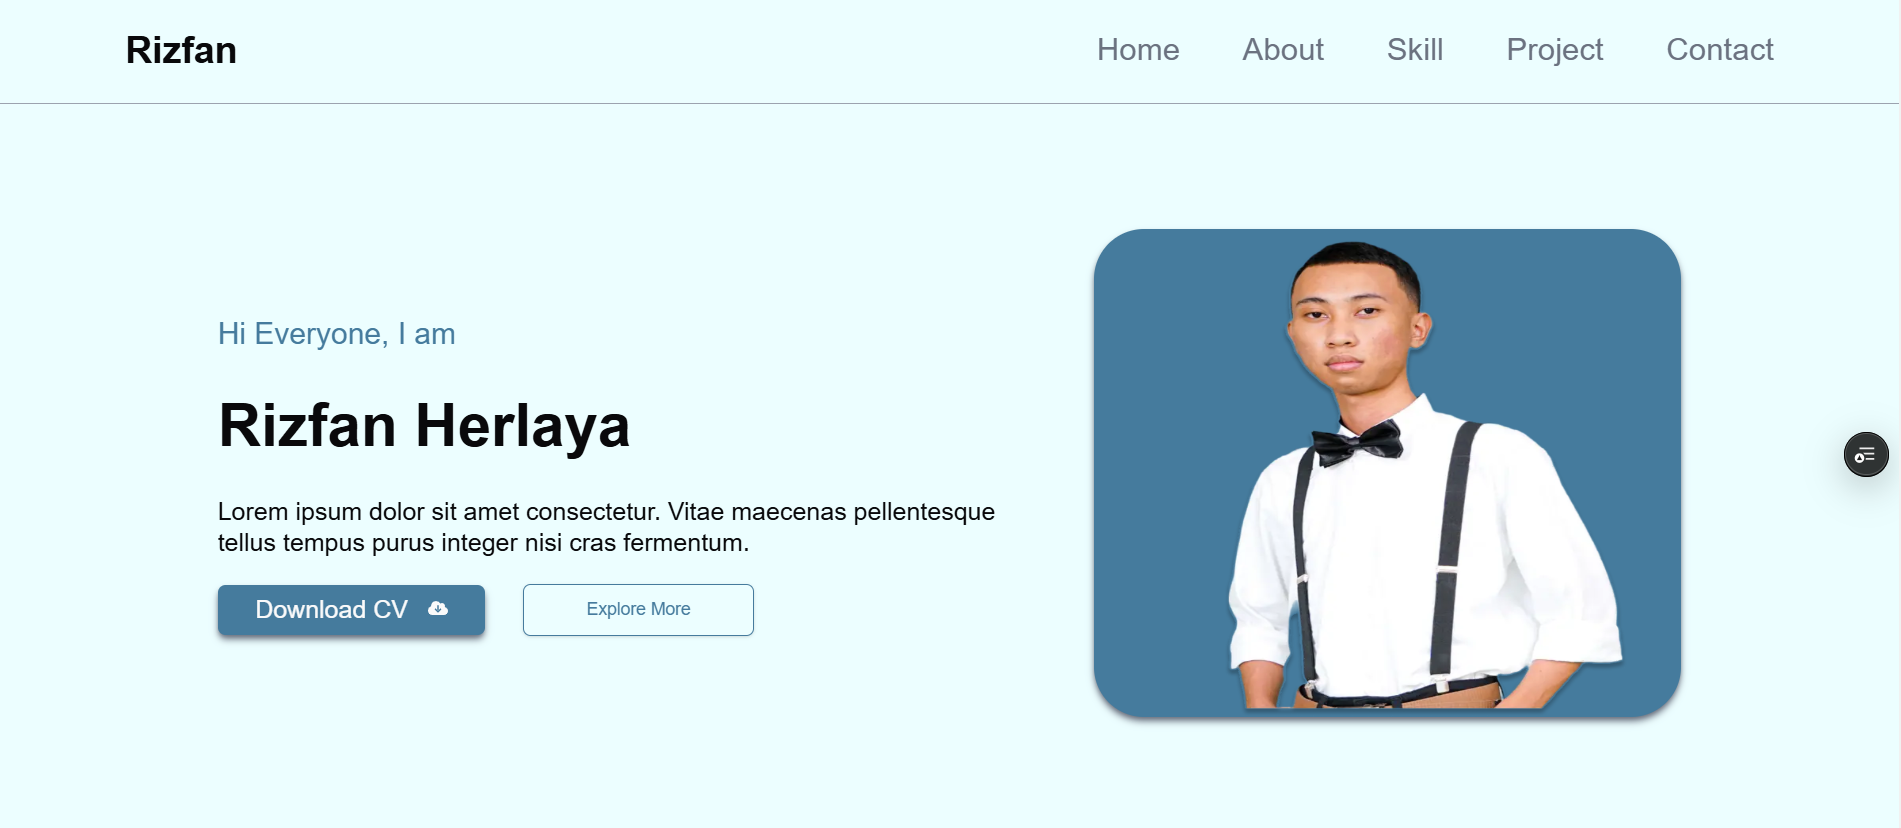 Rizfan
Home About Skill Project Contact
Hi Everyone, I am
Rizfan Herlaya
Lorem ipsum dolor sit amet consectetur. Vitae maecenas pellentesque
tellus tempus purus integer nisi cras fermentum.
Download CV
Explore More